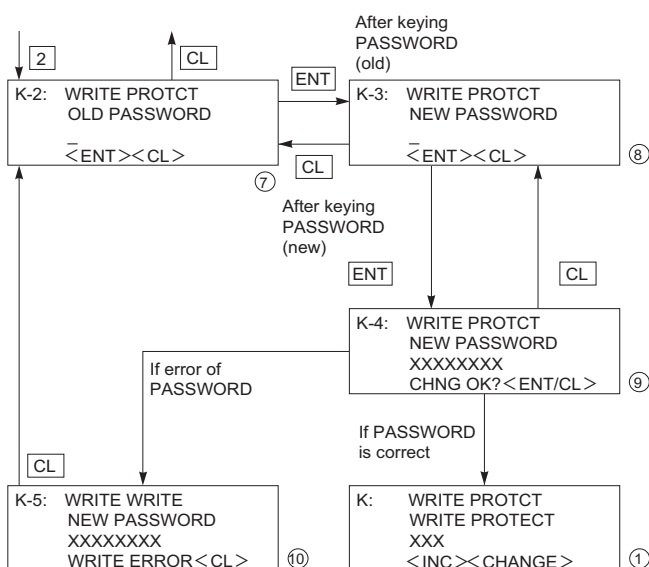 After keying
PASSWORD
(old)
2
CL
ENT
K-2: WRITE PROTCT
OLD PASSWORD
_
<ENT><CL>
⑦
K-3: WRITE PROTCT
NEW PASSWORD
_
<ENT><CL>
⑧
CL
After keying
PASSWORD
(new)
ENT
CL
K-4: WRITE PROTCT
NEW PASSWORD
XXXXXXXX
CHNG OK?<ENT/CL>
⑨
If error of
PASSWORD
If PASSWORD
is correct
CL
K-5: WRITE WRITE
NEW PASSWORD
XXXXXXXX
WRITE ERROR<CL>
⑩
K: WRITE PROTCT
WRITE PROTECT
XXX
<INC><CHANGE>
①